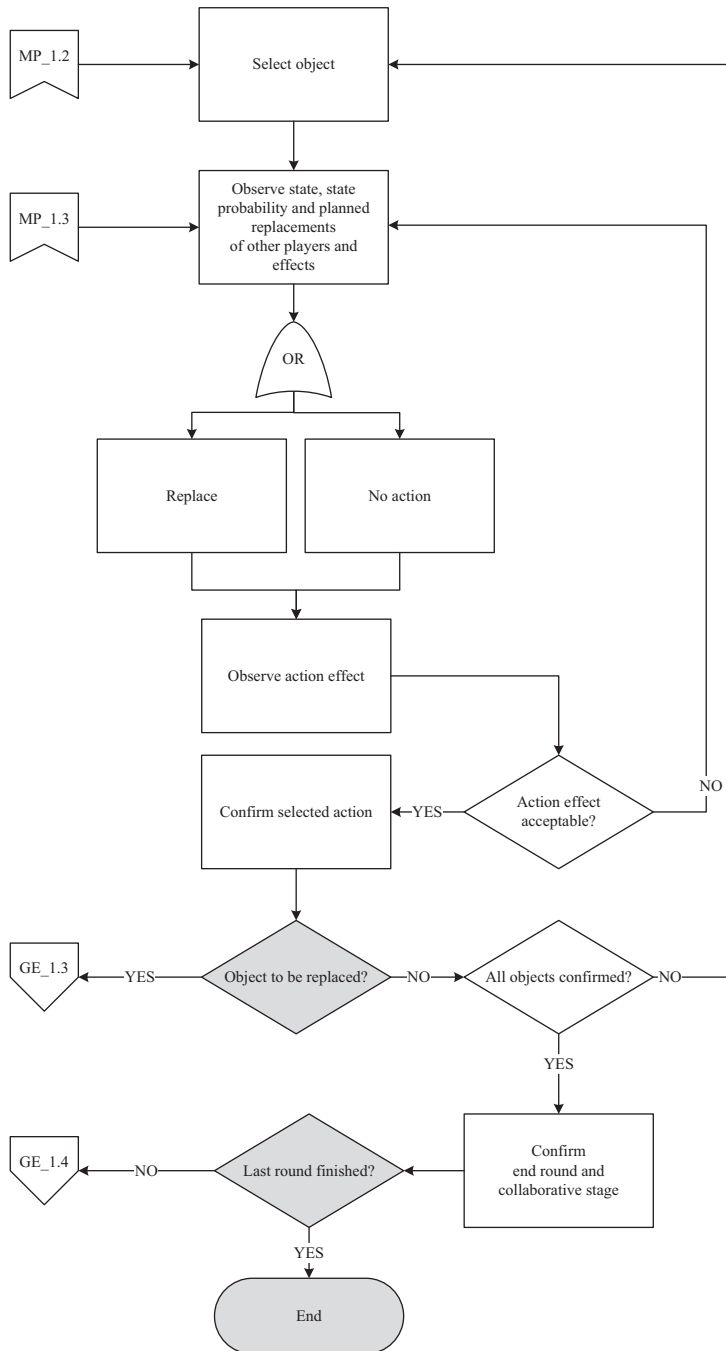 MP_1.2
Select object
MP_1.3
Observe state, state
probability and planned
replacements
of other players and
effects
OR
Replace
No action
Observe action effect
Confirm selected action
YES
Action effect
acceptable?
NO
GE_1.3
YES
Object to be replaced?
NO
All objects confirmed?
NO
YES
GE_1.4
NO
Last round finished?
Confirm
end round and
collaborative stage
YES
End